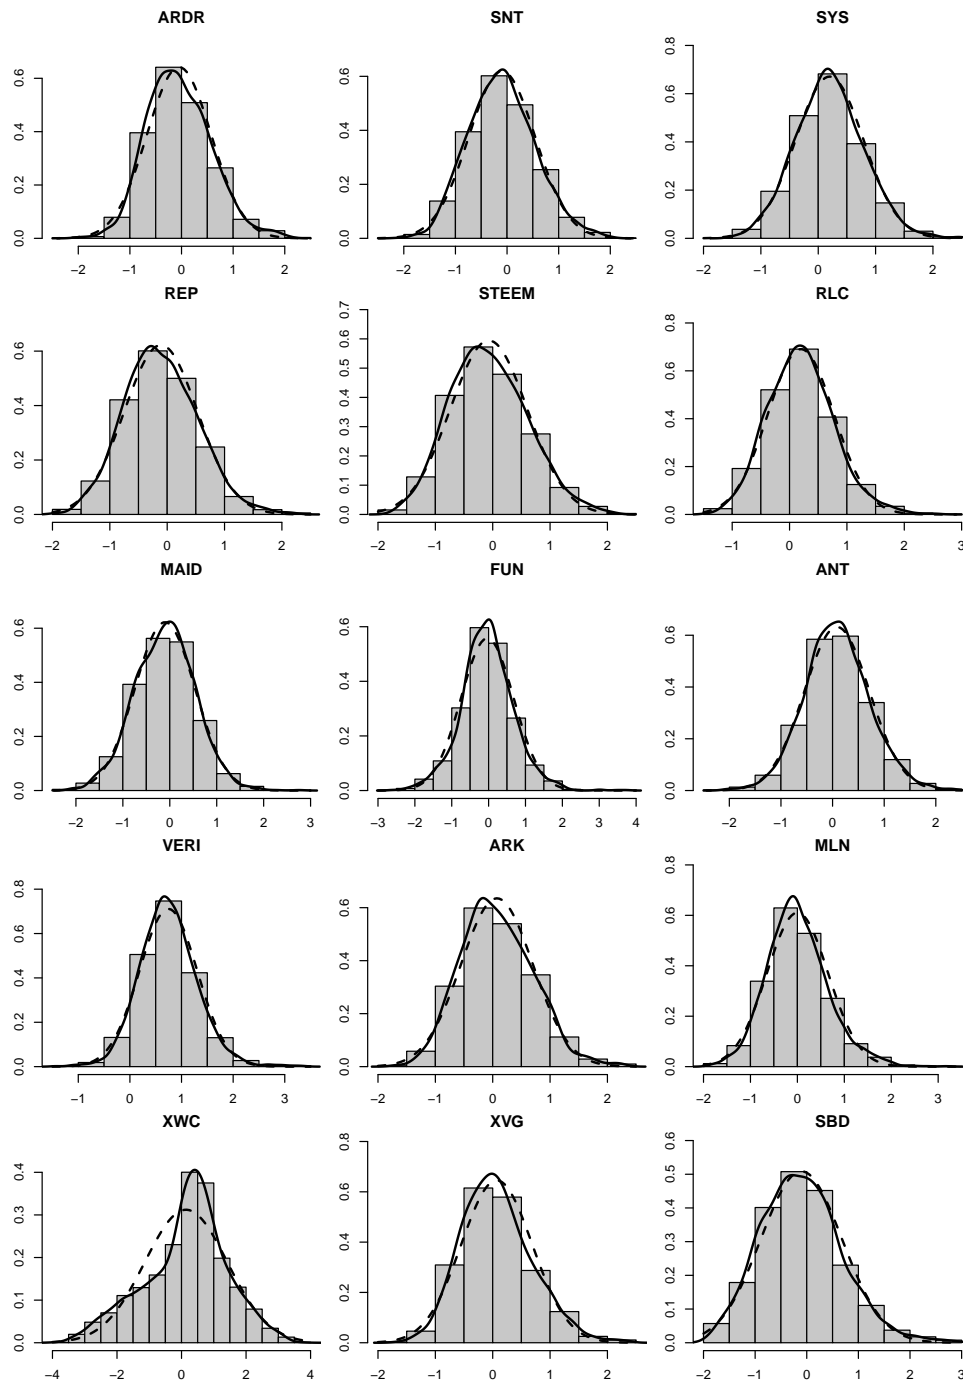 ARDR SNT SYS
0.0 0.2 0.4 0.6 0.0 0.2 0.4 0.6 0.0 0.2 0.4 0.6 0.8
−2 −1 0 1 2 −2 −1 0 1 2 −2 −1 0 1 2
REP STEEM RLC
0.0 0.2 0.4 0.6 0.0 0.1 0.2 0.3 0.4 0.5 0.6 0.7 0.0 0.2 0.4 0.6 0.8
−2 −1 0 1 2 −2 −1 0 1 2 −1 0 1 2 3
MAID FUN ANT
0.0 0.2 0.4 0.6 0.0 0.2 0.4 0.6 0.0 0.2 0.4 0.6
−2 −1 0 1 2 3 −3 −2 −1 0 1 2 3 4 −2 −1 0 1 2
VERI ARK MLN
0.0 0.2 0.4 0.6 0.8 0.0 0.2 0.4 0.6 0.0 0.2 0.4 0.6 0.8
−1 0 1 2 3 −2 −1 0 1 2 −2 −1 0 1 2 3
XWC XVG SBD
0.0 0.1 0.2 0.3 0.4 0.0 0.2 0.4 0.6 0.8 0.0 0.1 0.2 0.3 0.4 0.5 0.6
−4 −2 0 2 4 −2 −1 0 1 2 −2 −1 0 1 2 3